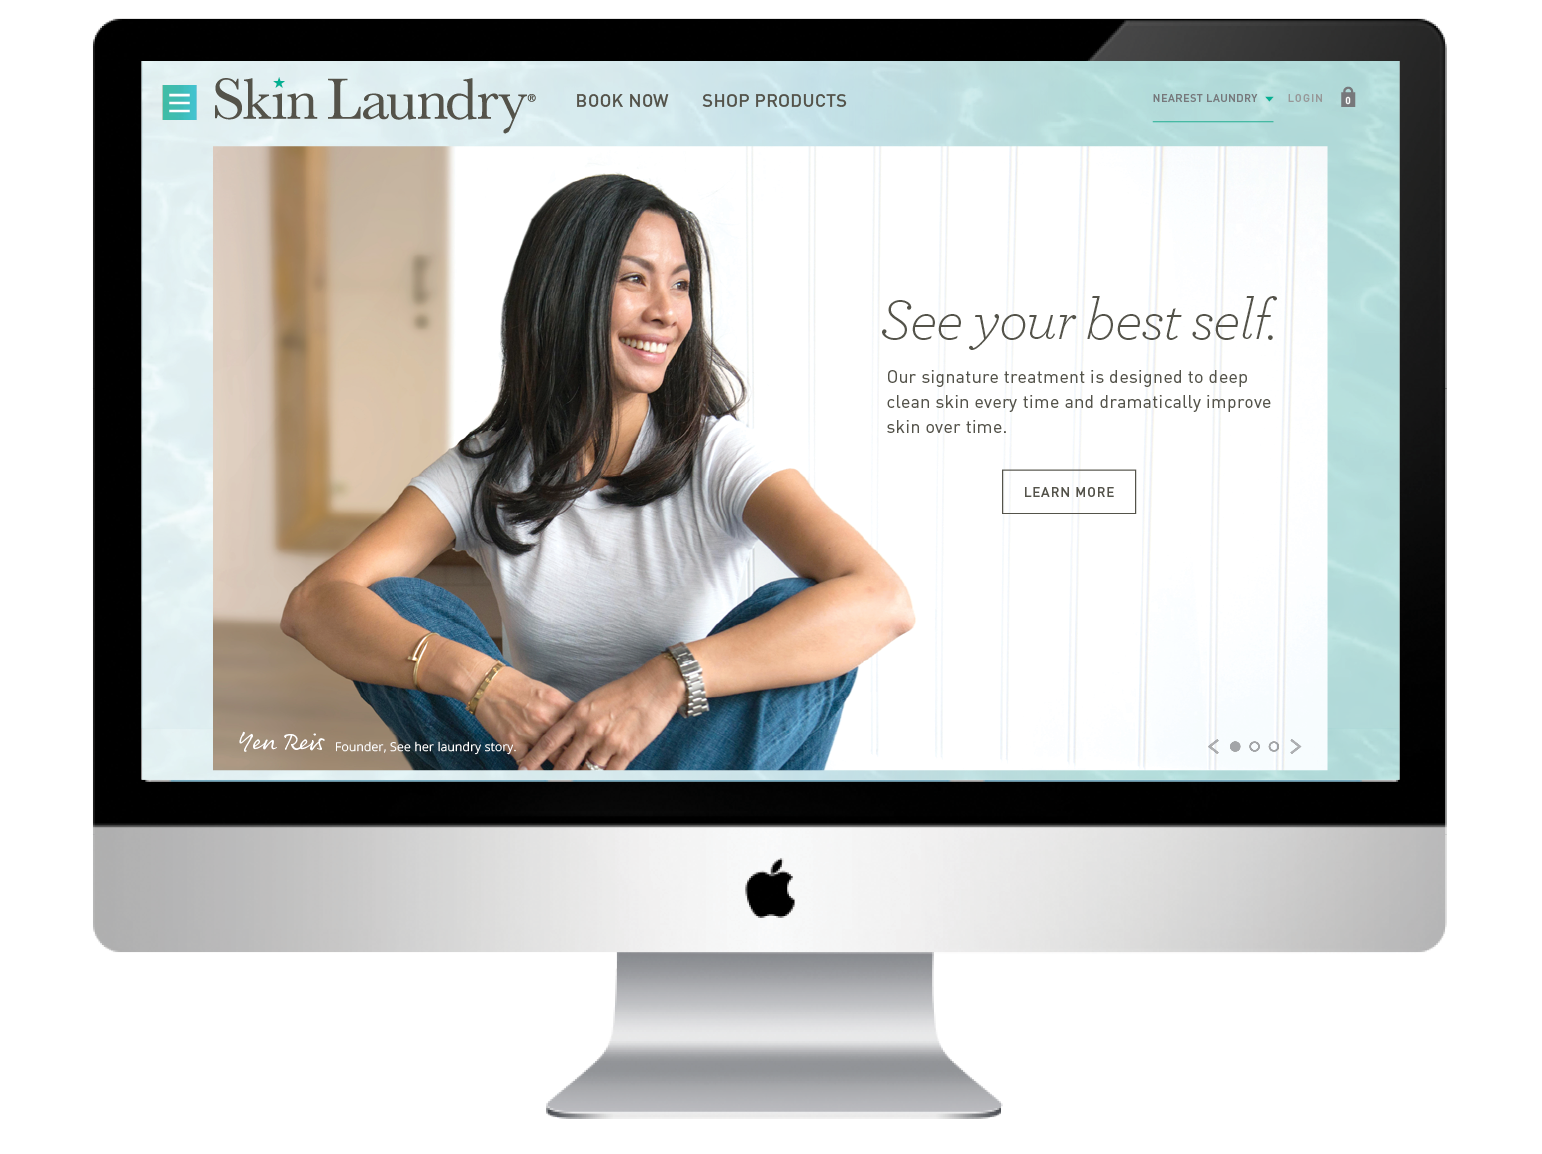 Skin Laundry®
BOOK NOW
SHOP PRODUCTS
NEAREST LAUNDRY
LOGIN
0
See your best self.
Our signature treatment is designed to deep
clean skin every time and dramatically improve
skin over time.
LEARN MORE
Yen Reis Founder, See her laundry story.